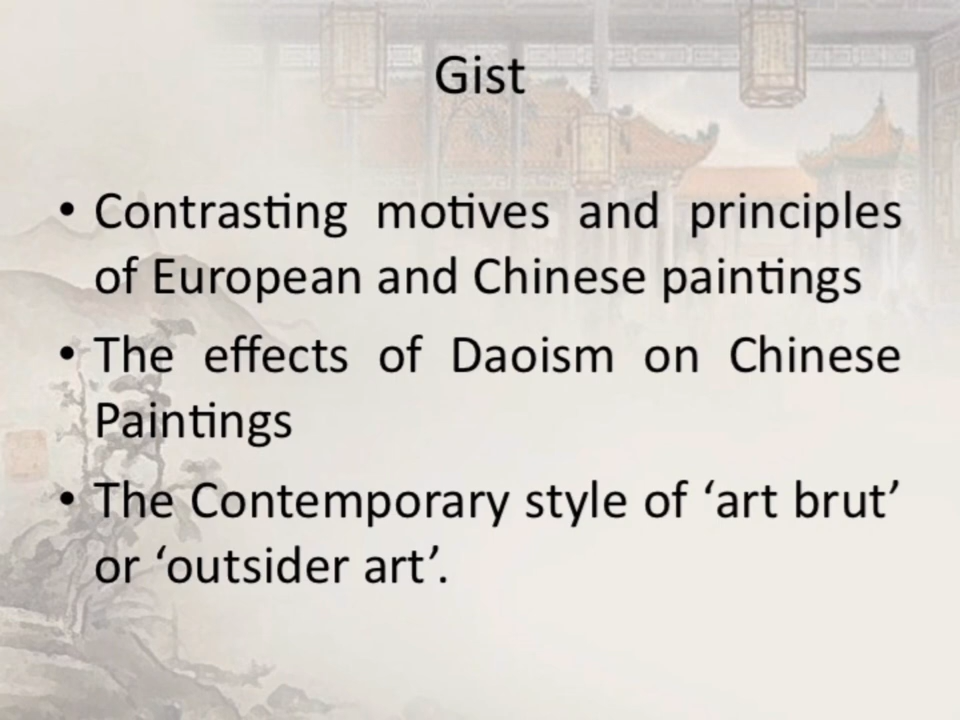 Gist
• Contrasting motives and principles
of European and Chinese paintings
• The effects of Daoism on Chinese
Paintings
• The Contemporary style of ‘art brut’
or ‘outsider art’.